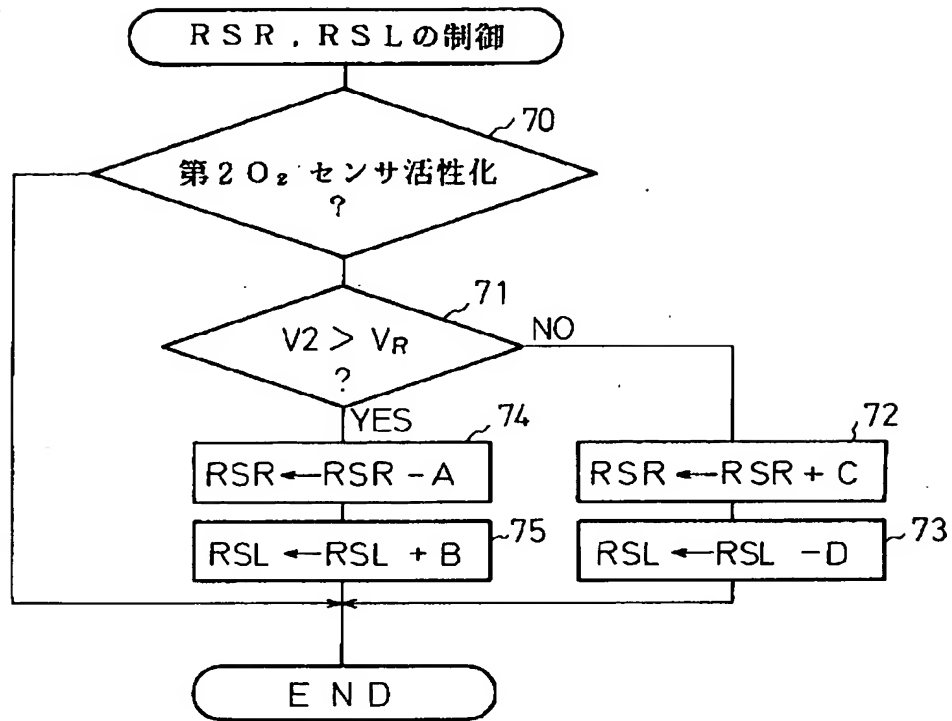 RSR, RSLの制御
70
第2O₂センサ活性化
?
71
V2 > VR
?
NO
YES
74
RSR←RSR-A
72
RSR←RSR+C
75
RSL←RSL+B
73
RSL←RSL-D
END